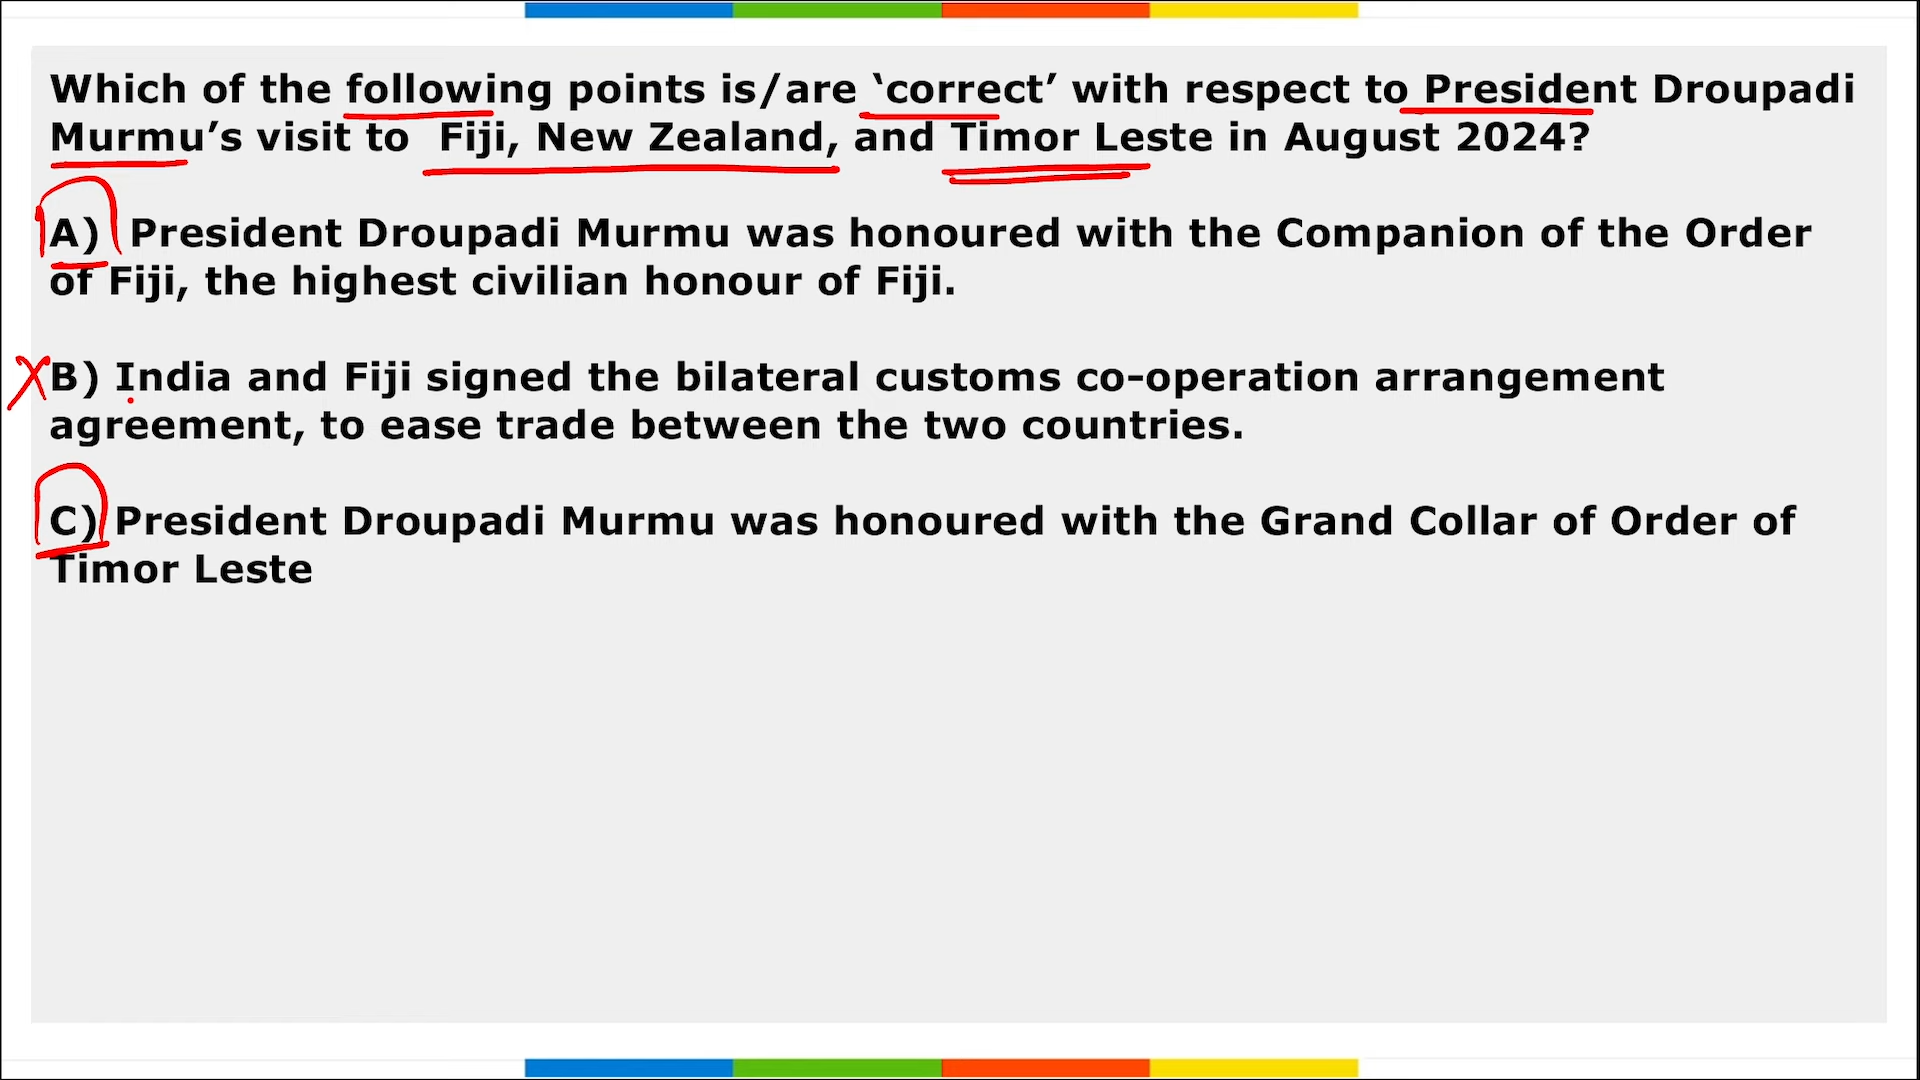 Which of the following points is/are ‘correct’ with respect to President Droupadi
Murmu’s visit to Fiji, New Zealand, and Timor Leste in August 2024?
A) President Droupadi Murmu was honoured with the Companion of the Order
of Fiji, the highest civilian honour of Fiji.
X B) India and Fiji signed the bilateral customs co-operation arrangement
agreement, to ease trade between the two countries.
C) President Droupadi Murmu was honoured with the Grand Collar of Order of
Timor Leste